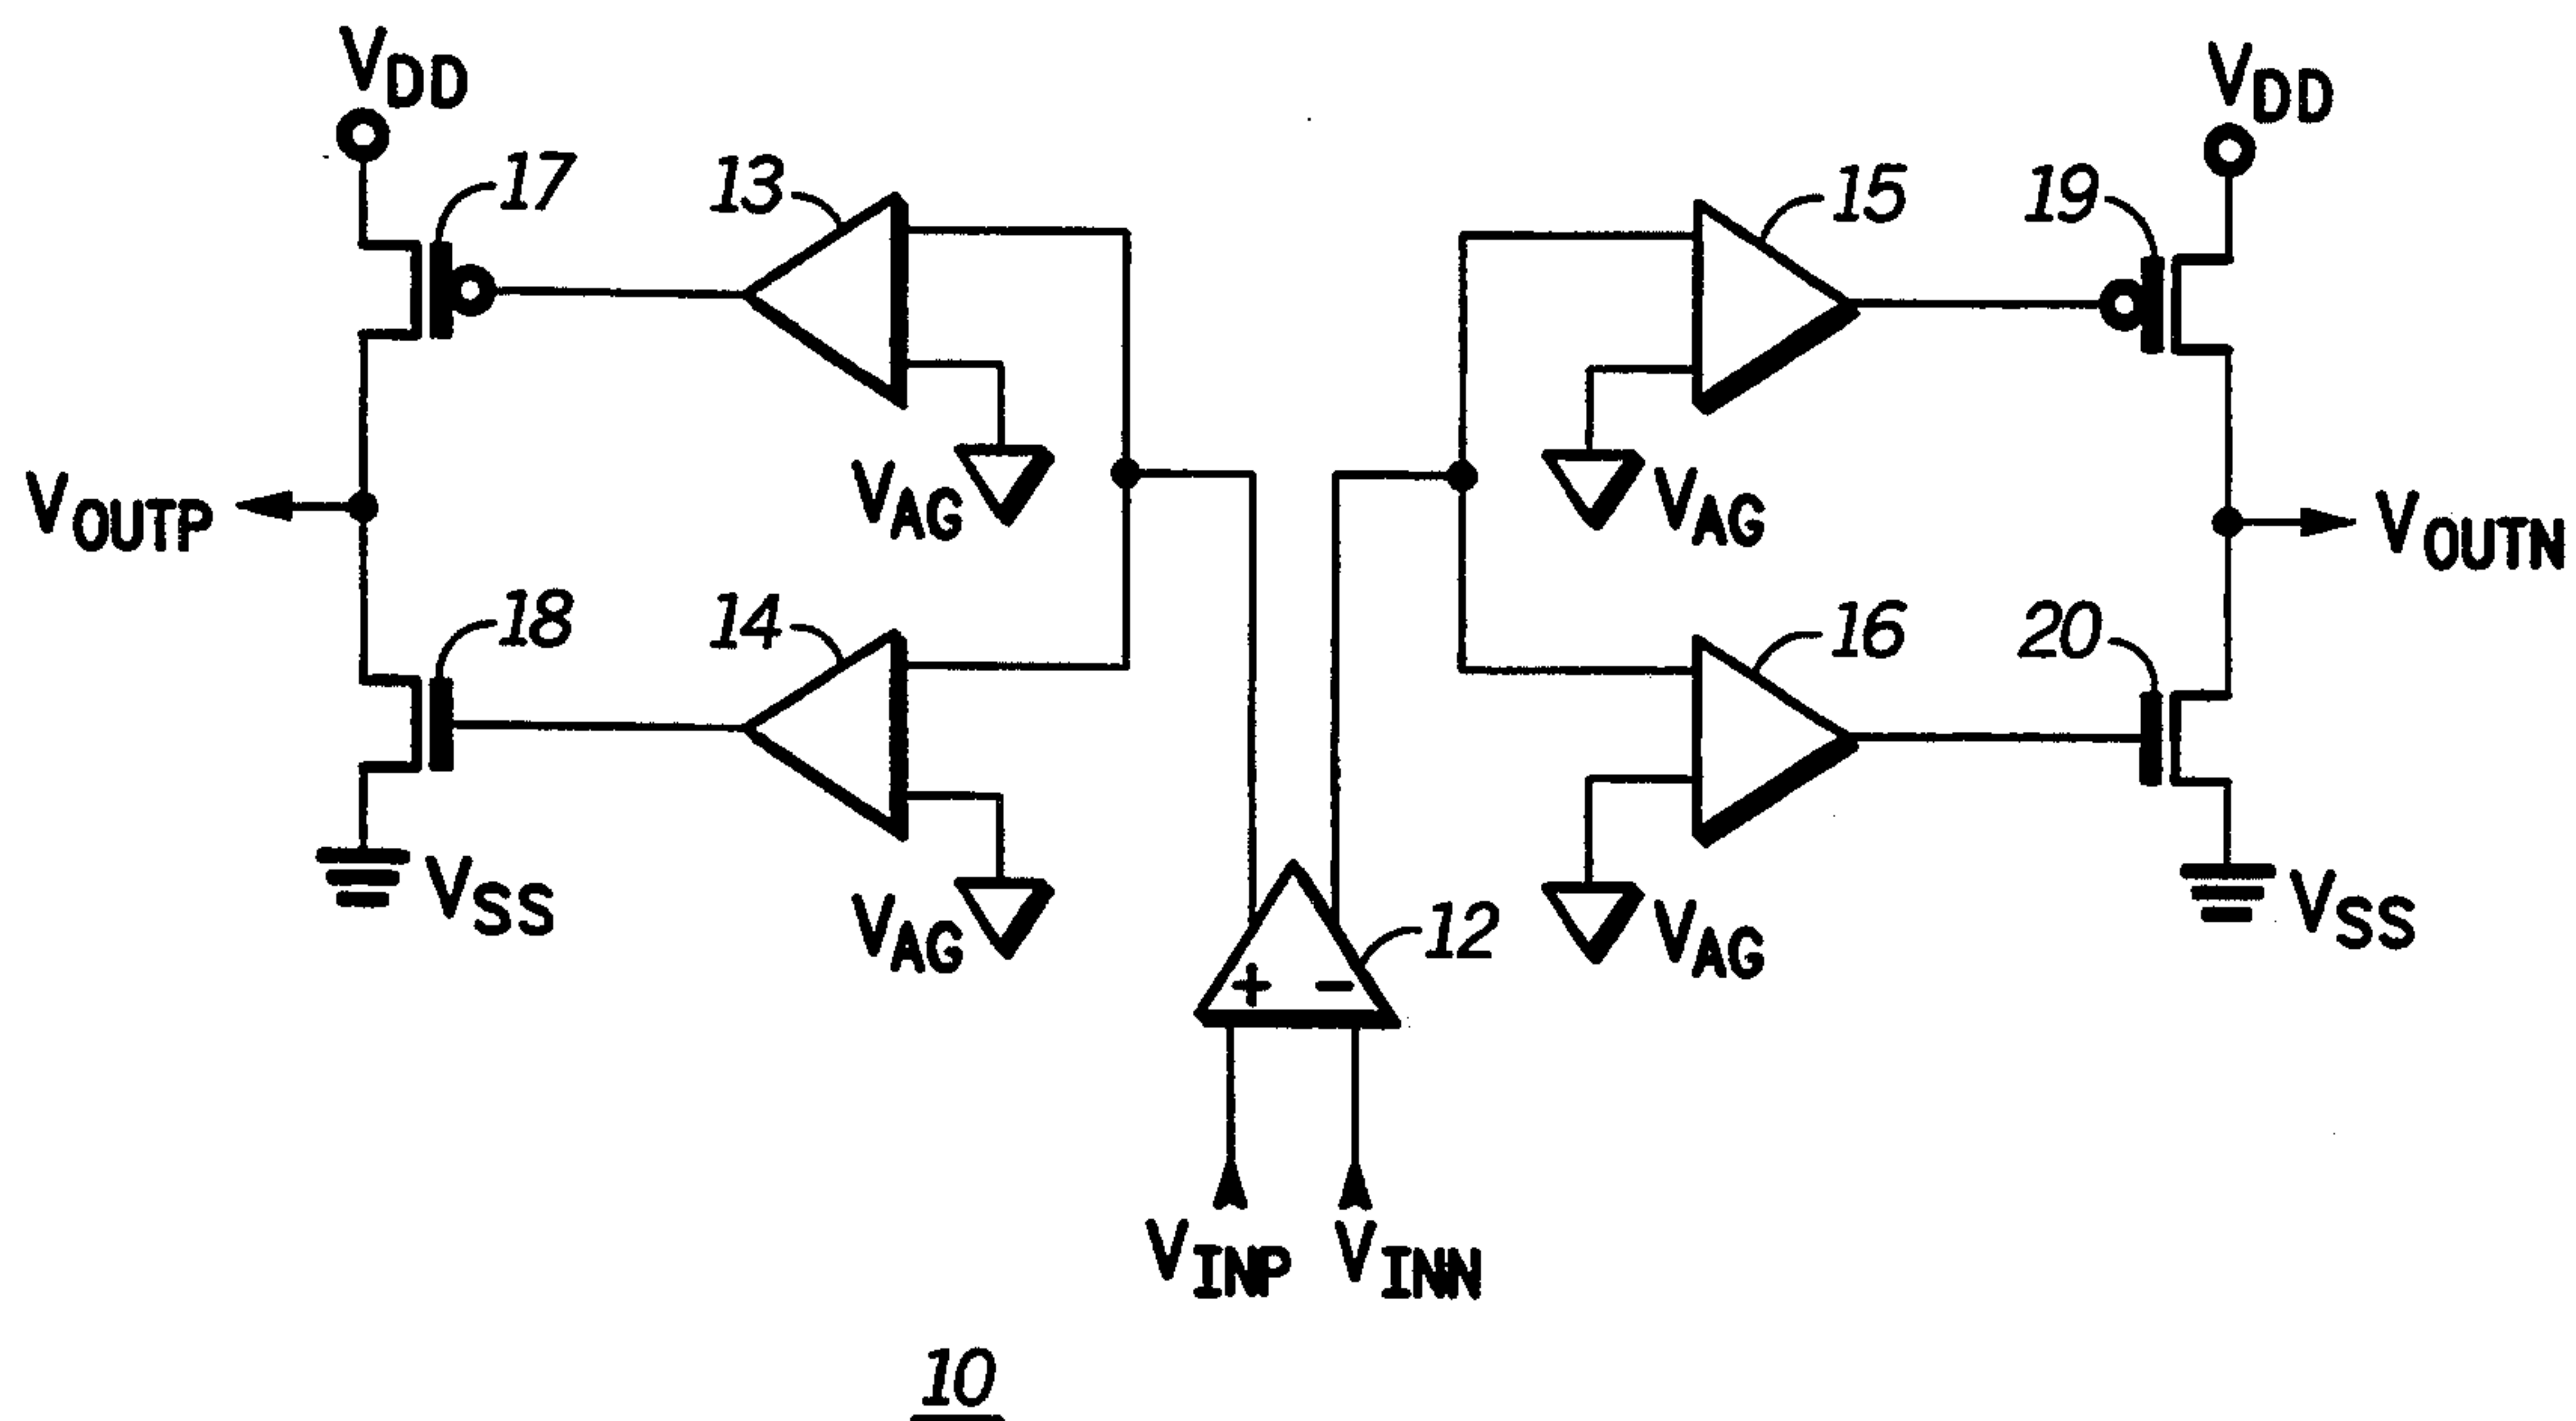 VDD
VDD
17
13
15
19
VAG
VAG
VOUTP
VOUTN
18
14
16
20
VSS
VAG
12
VAG
VSS
+ −
VINP
VINN
10